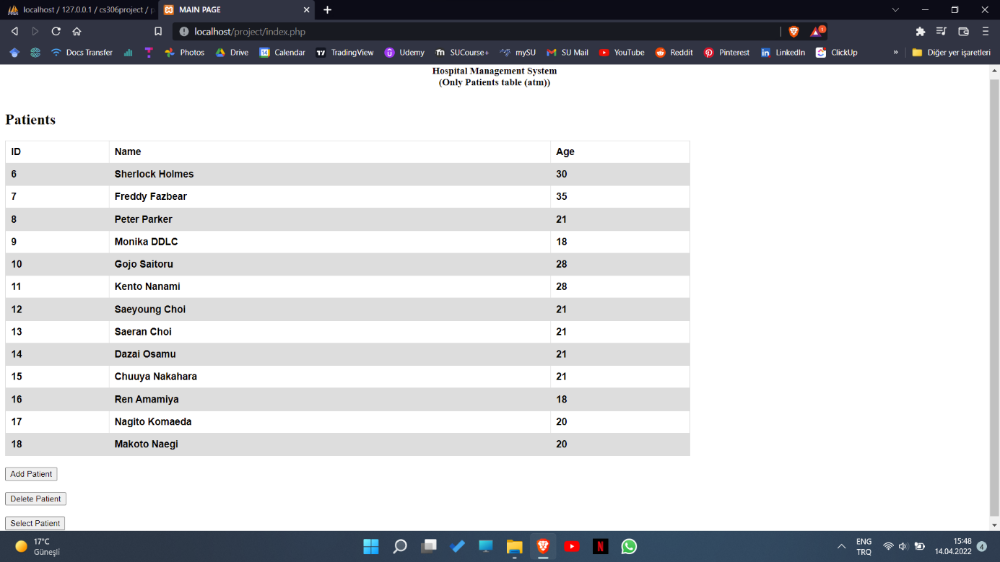 localhost / 127.0.0.1 / cs306project / p
MAIN PAGE
localhost/project/index.php
1
Docs Transfer
Photos
Drive
14
Calendar
TradingView
Udemy
SUCourse+
mySU
SU Mail
YouTube
Reddit
Pinterest
LinkedIn
ClickUp
»
Diğer yer işaretleri
Hospital Management System
(Only Patients table (atm))
Patients
ID Name Age
6 Sherlock Holmes 30
7 Freddy Fazbear 35
8 Peter Parker 21
9 Monika DDLC 18
10 Gojo Saitoru 28
11 Kento Nanami 28
12 Saeyoung Choi 21
13 Saeran Choi 21
14 Dazai Osamu 21
15 Chuuya Nakahara 21
16 Ren Amamiya 18
17 Nagito Komaeda 20
18 Makoto Naegi 20
Add Patient
Delete Patient
Select Patient
17°C
Güneşli
ENG
TRQ
15:48
14.04.2022
4